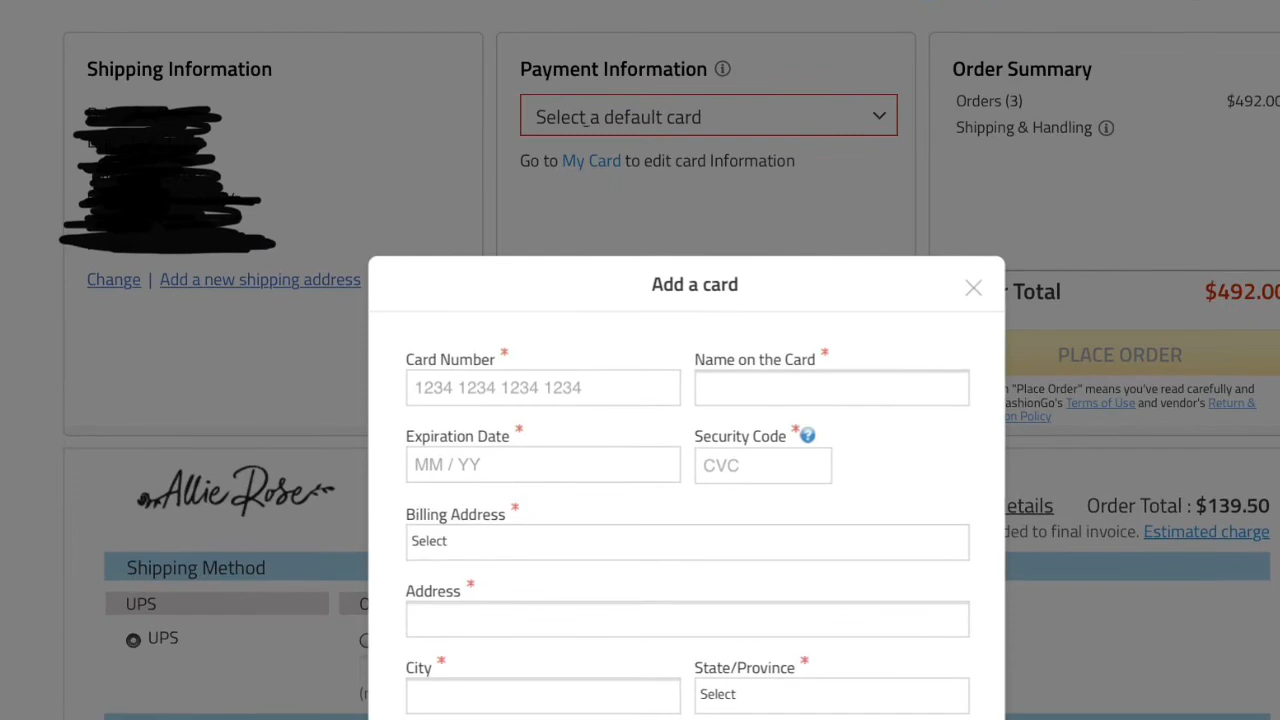 Shipping Information
Change | Add a new shipping address
Payment Information
Select a default card
Go to My Card to edit card Information
Order Summary
Orders (3) $492.00
Shipping & Handling
Total $492.00
PLACE ORDER
"Place Order" means you've read carefully and
Terms of Use and vendor's Return &
Policy
Add a card
Card Number *
Name on the Card *
1234 1234 1234 1234
Expiration Date *
Security Code * ?
MM / YY
CVC
Billing Address *
Select
Address *
City *
State/Province *
Select
Allie Rose
Order Total : $139.50
to final invoice. Estimated charge
Shipping Method
UPS
UPS